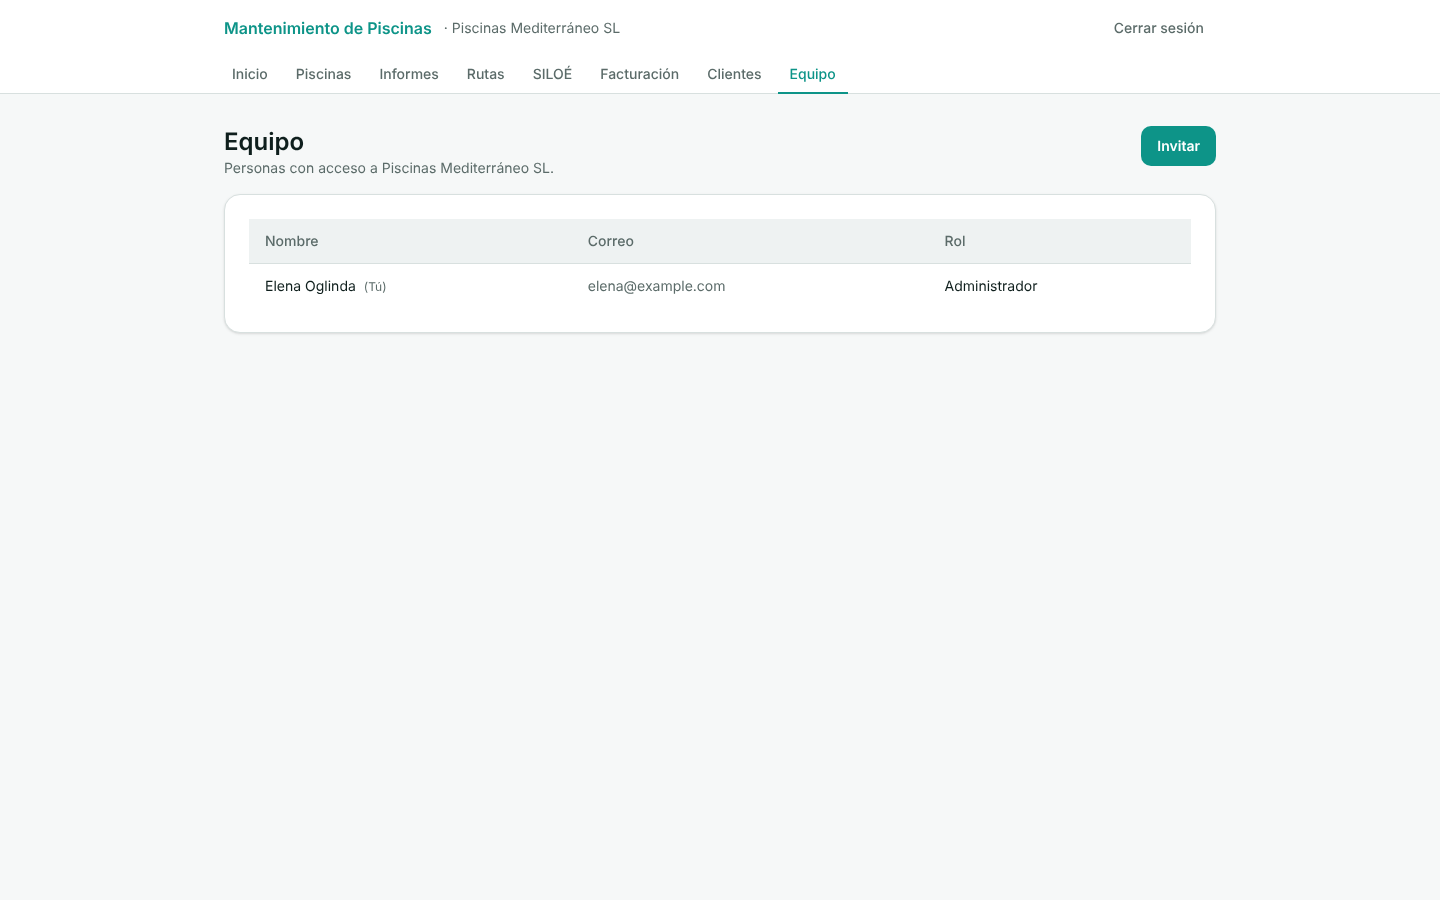 Mantenimiento de Piscinas · Piscinas Mediterráneo SL Cerrar sesión
Inicio Piscinas Informes Rutas SILOÉ Facturación Clientes Equipo
Equipo
Invitar
Personas con acceso a Piscinas Mediterráneo SL.
Nombre Correo Rol
Elena Oglinda (Tú) elena@example.com Administrador